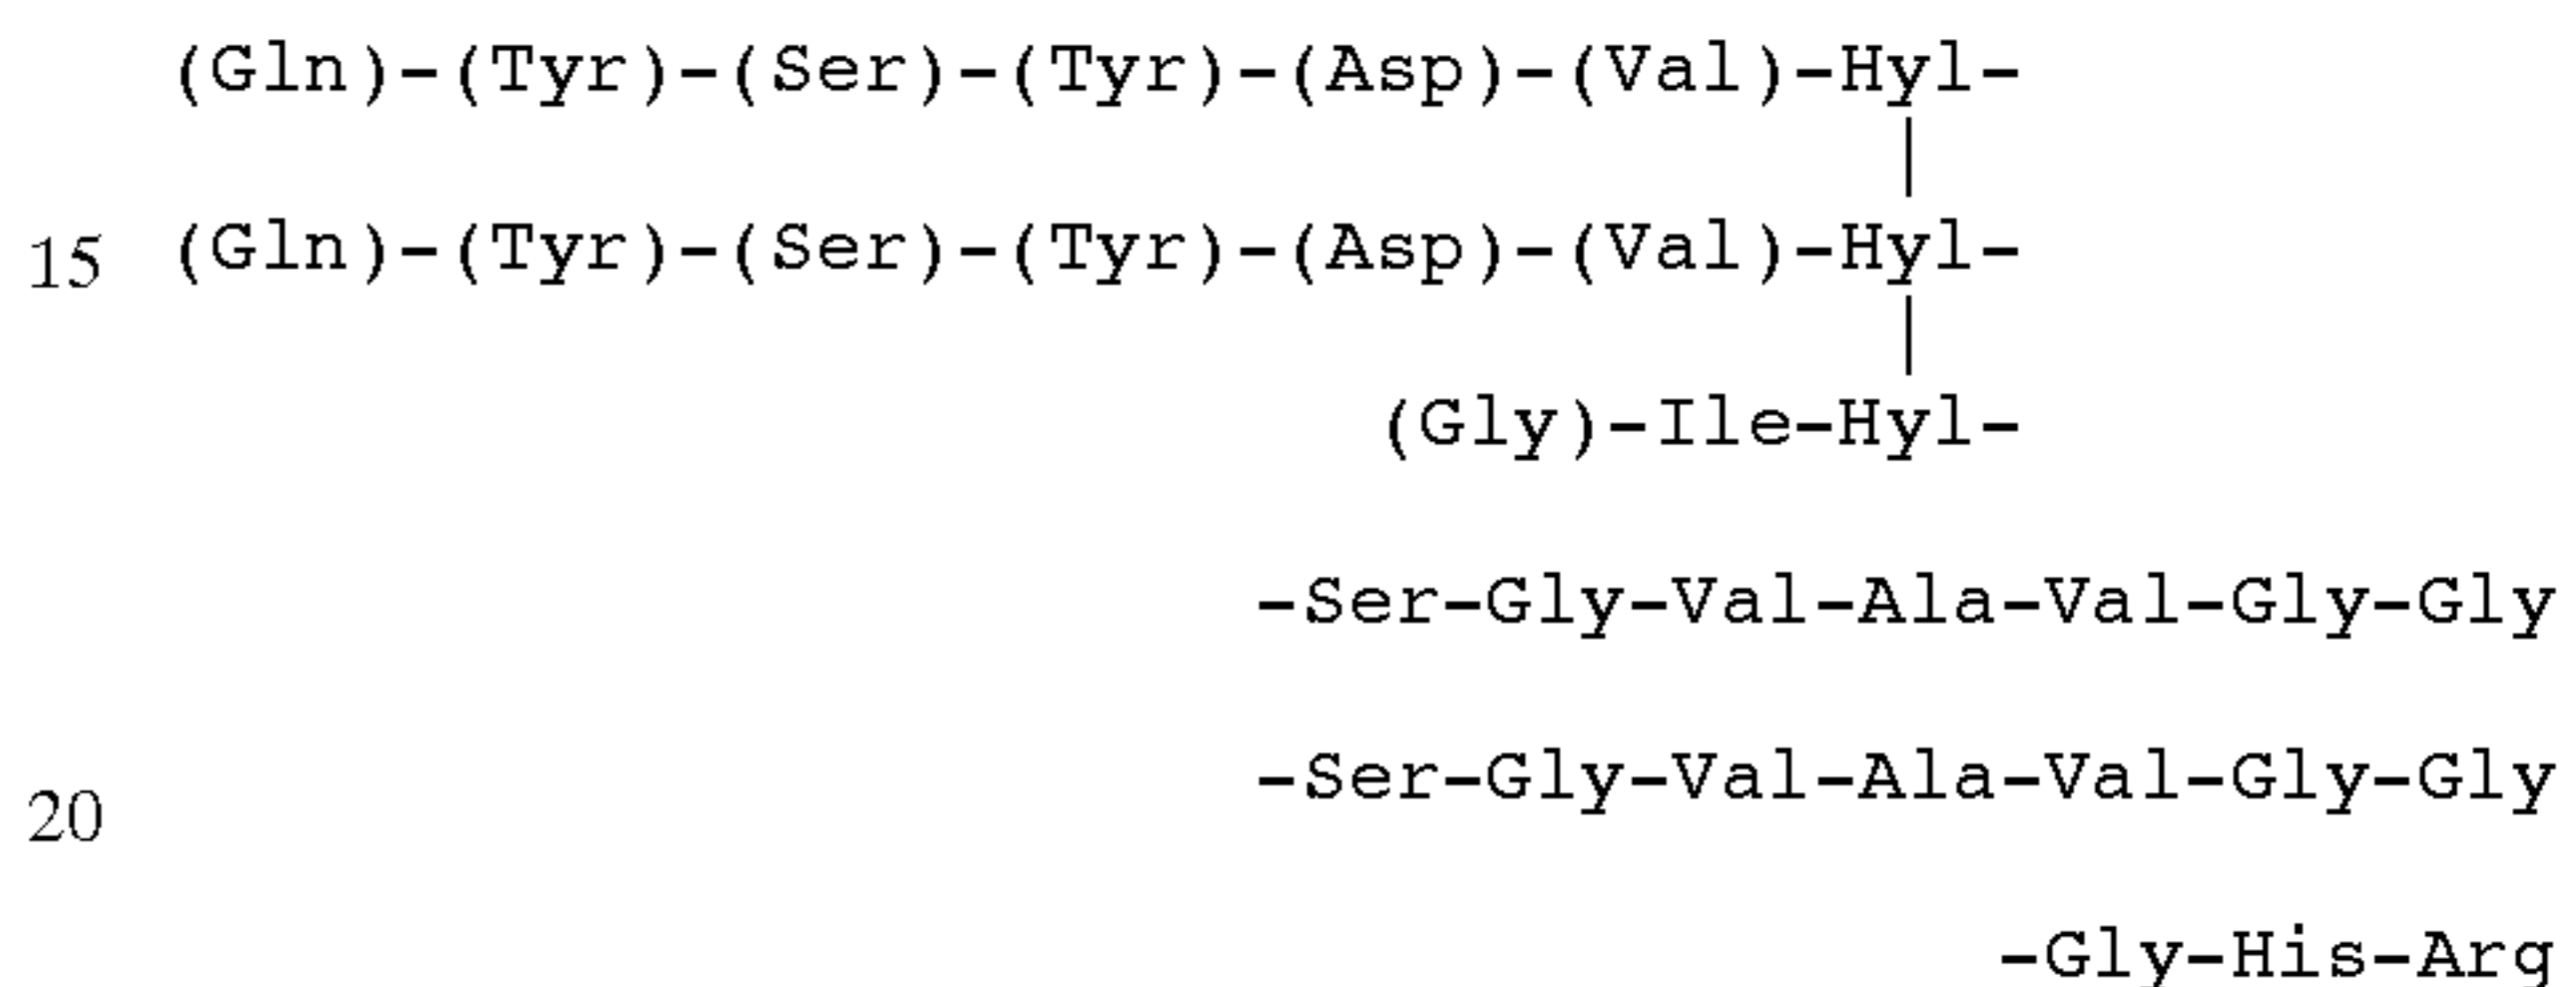 (Gln)-(Tyr)-(Ser)-(Tyr)-(Asp)-(Val)-Hyl-
|
15 (Gln)-(Tyr)-(Ser)-(Tyr)-(Asp)-(Val)-Hyl-
|
(Gly)-Ile-Hyl-
-Ser-Gly-Val-Ala-Val-Gly-Gly
-Ser-Gly-Val-Ala-Val-Gly-Gly
20
-Gly-His-Arg